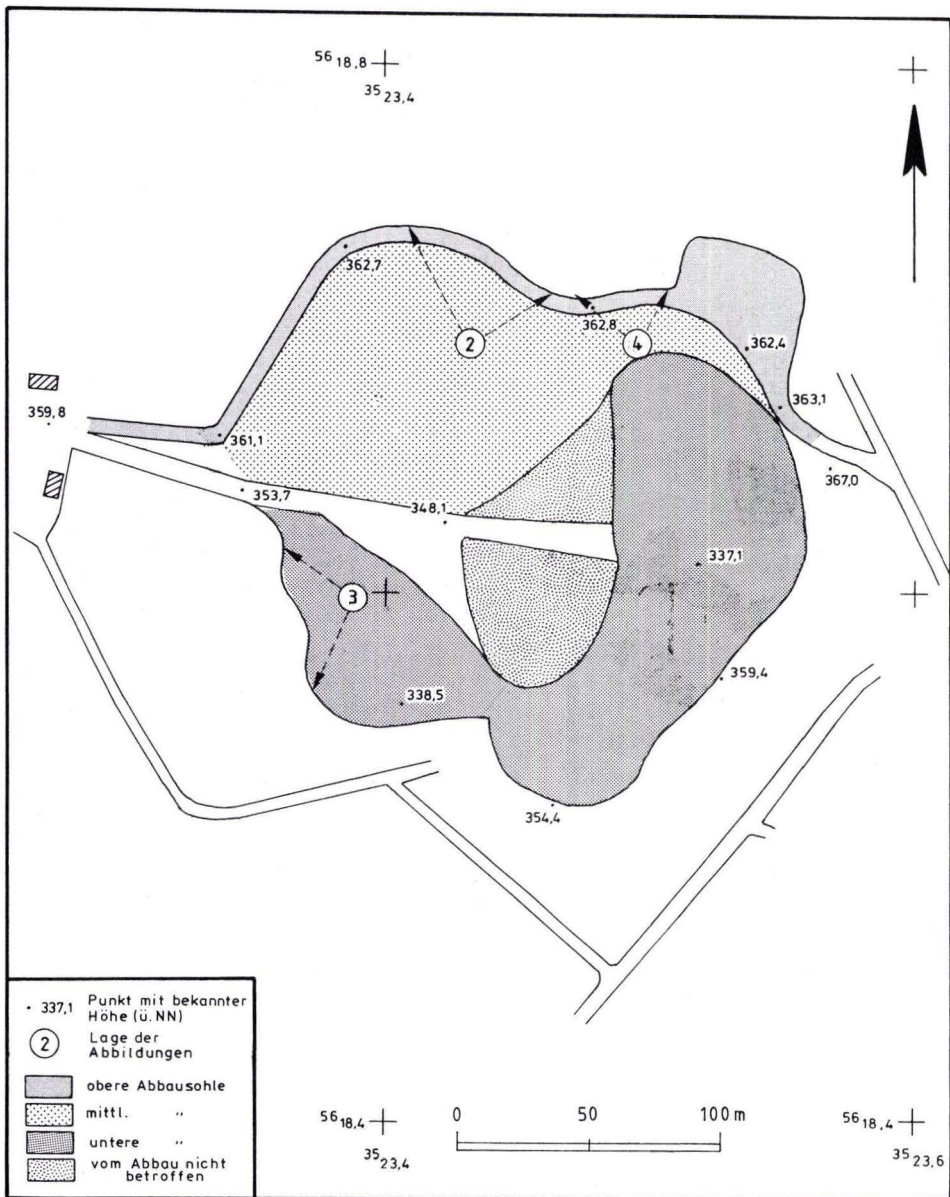 56 18,8
35 23,4
362,7
362,8
2
4
362,4
363,1
359,8
361,1
367,0
353,7
348,1
337,1
3
359,4
338,5
354,4
337,1 Punkt mit bekannter
Höhe (ü. NN)
2 Lage der
Abbildungen
obere Abbausohle
mittl. "
untere "
vom Abbau nicht
betroffen
56 18,4
35 23,4
0 50 100 m
56 18,4
35 23,6